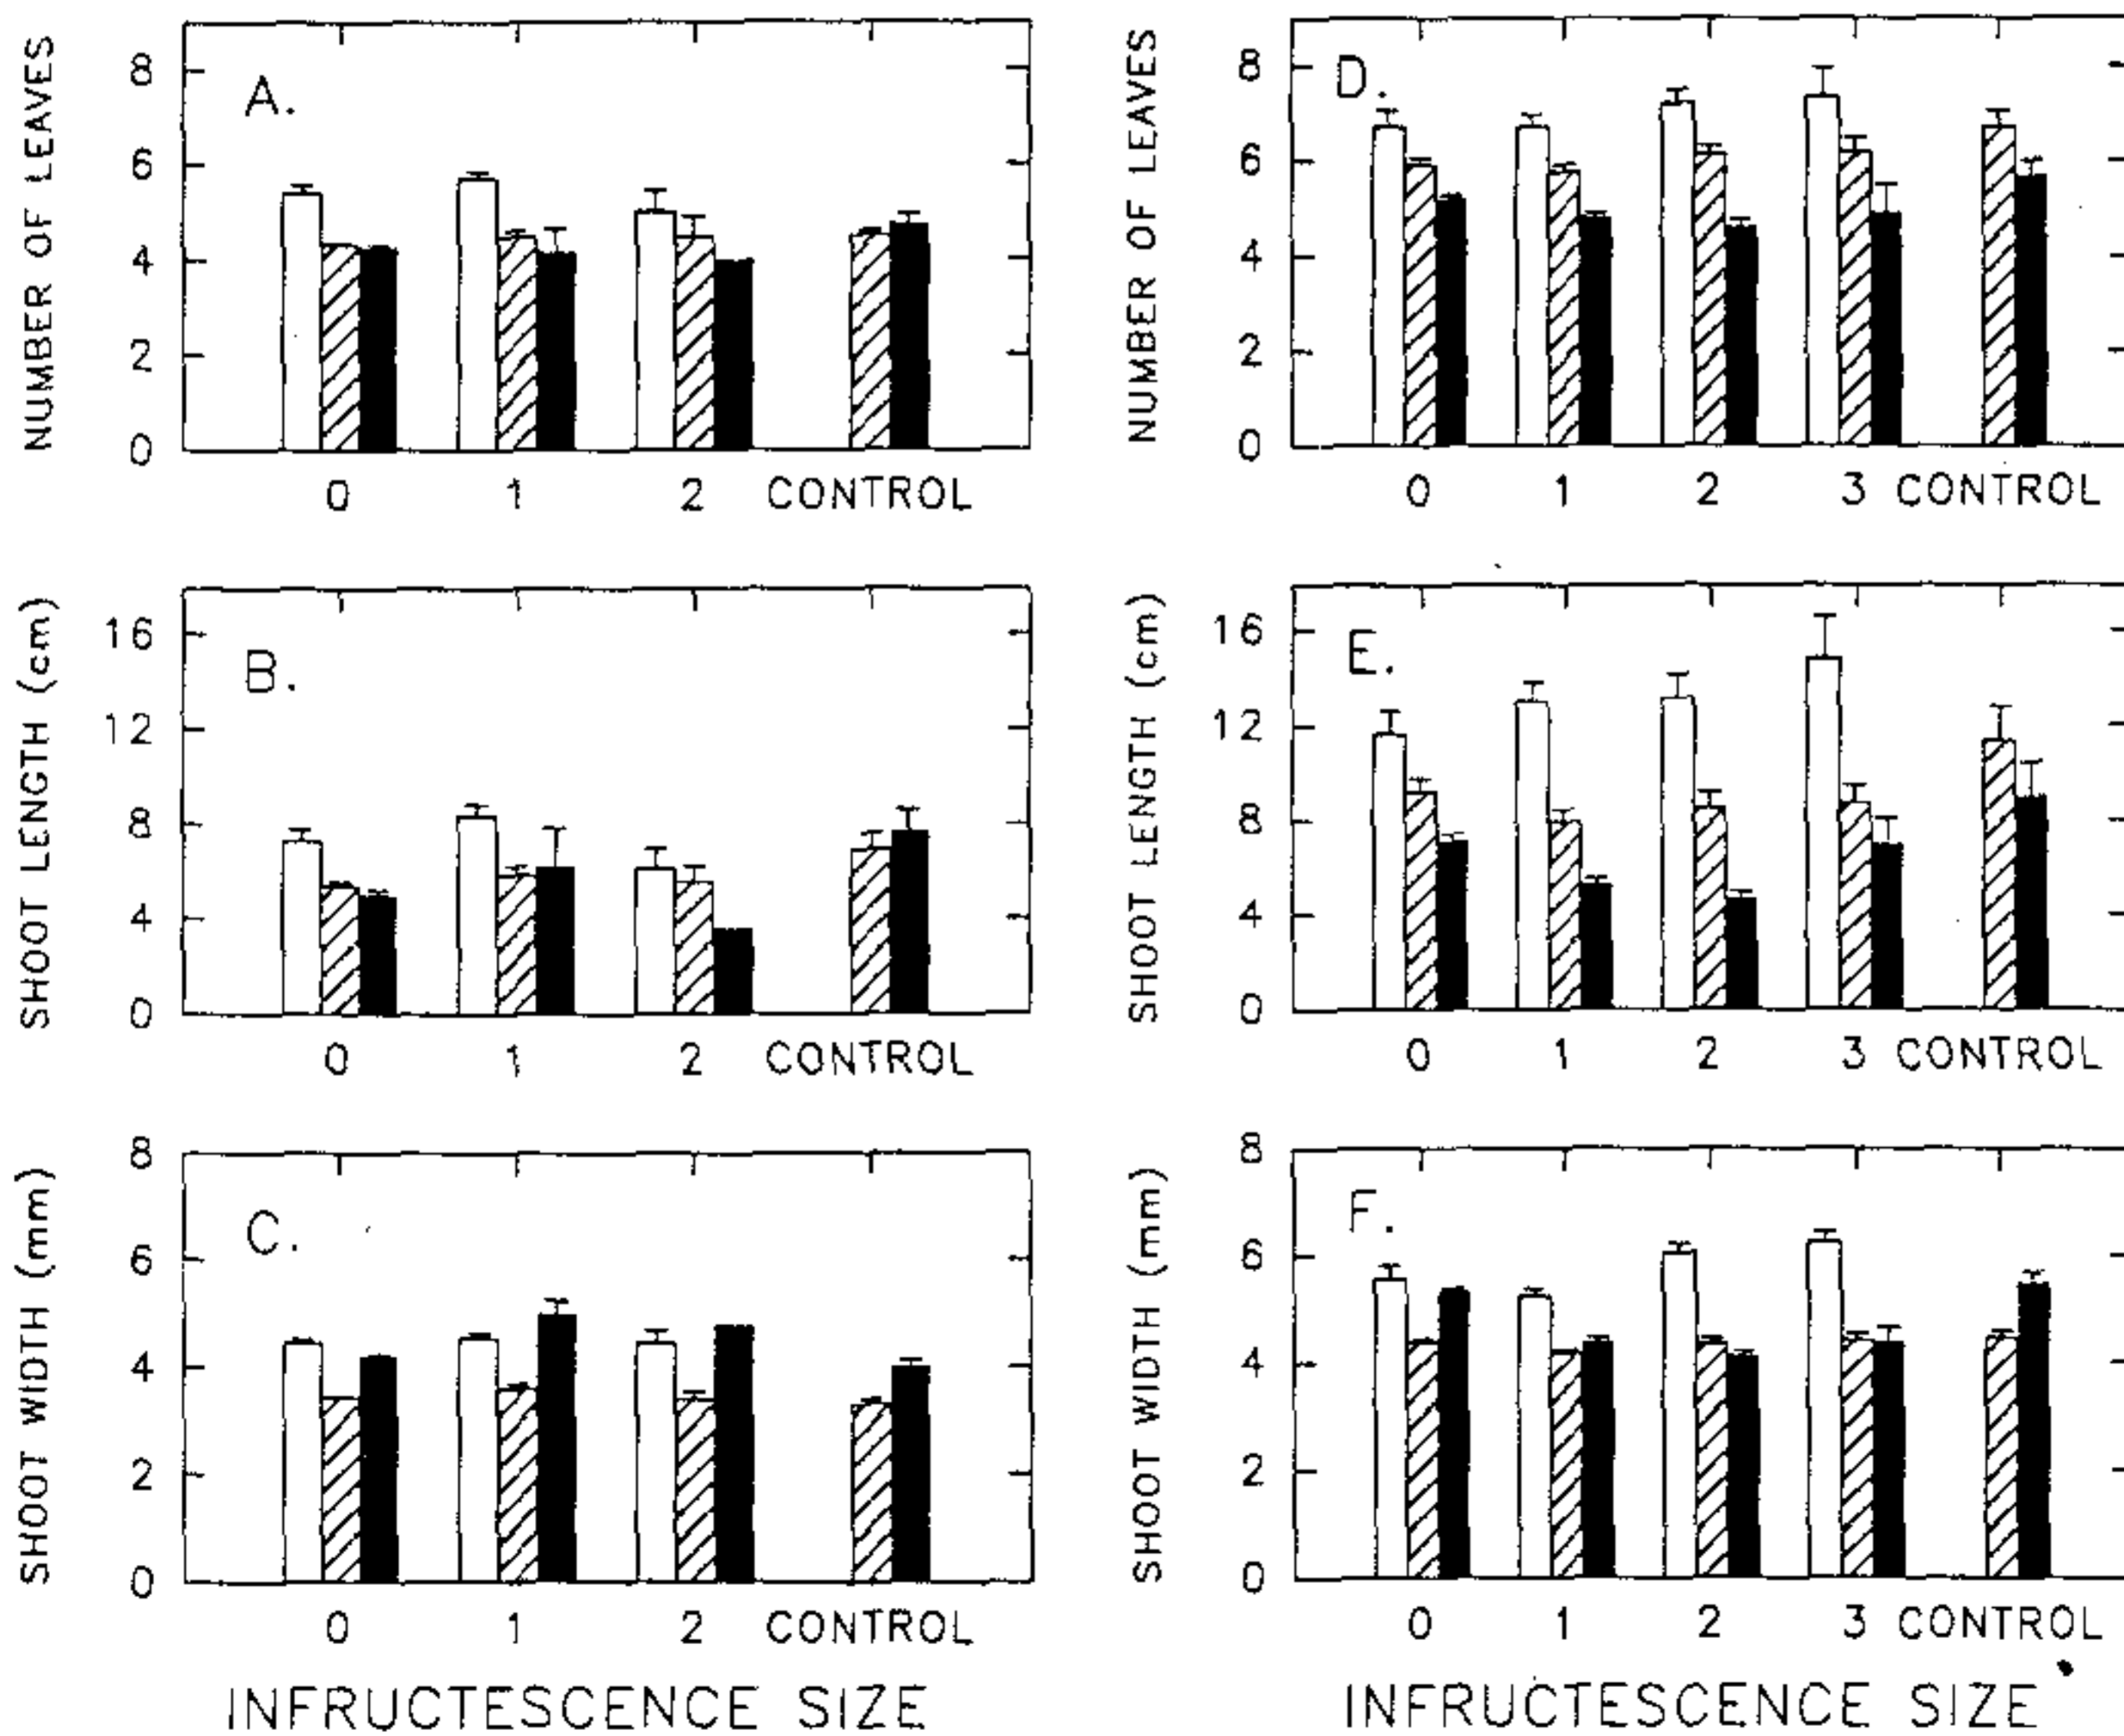 NUMBER OF LEAVES
8
6
4
2
0
A.
0 1 2 CONTROL
SHOOT LENGTH (cm)
16
12
8
4
0
B.
0 1 2 CONTROL
SHOOT WIDTH (mm)
8
6
4
2
0
C.
0 1 2 CONTROL
INFRUCTESCENCE SIZE
NUMBER OF LEAVES
8
6
4
2
0
D.
0 1 2 3 CONTROL
SHOOT LENGTH (cm)
16
12
8
4
0
E.
0 1 2 3 CONTROL
SHOOT WIDTH (mm)
8
6
4
2
0
F.
0 1 2 3 CONTROL
INFRUCTESCENCE SIZE